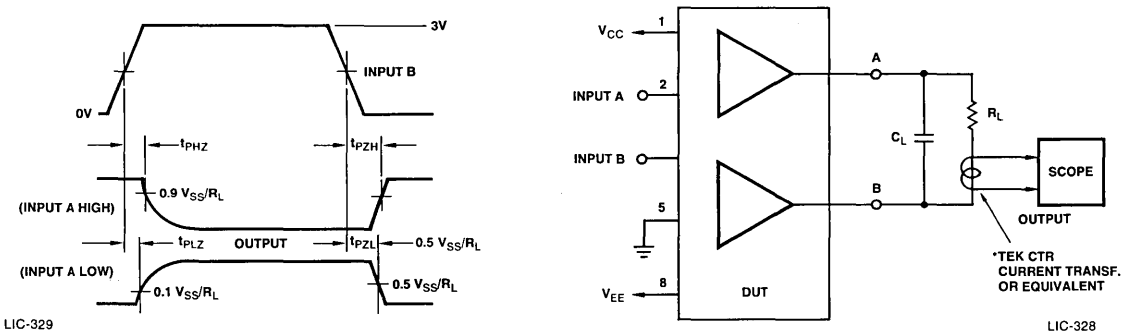 3V
INPUT B
0V
tPHZ
tPZH
0.9 VSS/RL
(INPUT A HIGH)
OUTPUT
tPLZ
tPZL
0.5 VSS/RL
(INPUT A LOW)
0.1 VSS/RL
0.5 VSS/RL
LIC-329
VCC
1
INPUT A
2
INPUT B
5
VEE
8
DUT
A
B
CL
RL
SCOPE
OUTPUT
*TEK CTR
CURRENT TRANSF.
OR EQUIVALENT
LIC-328